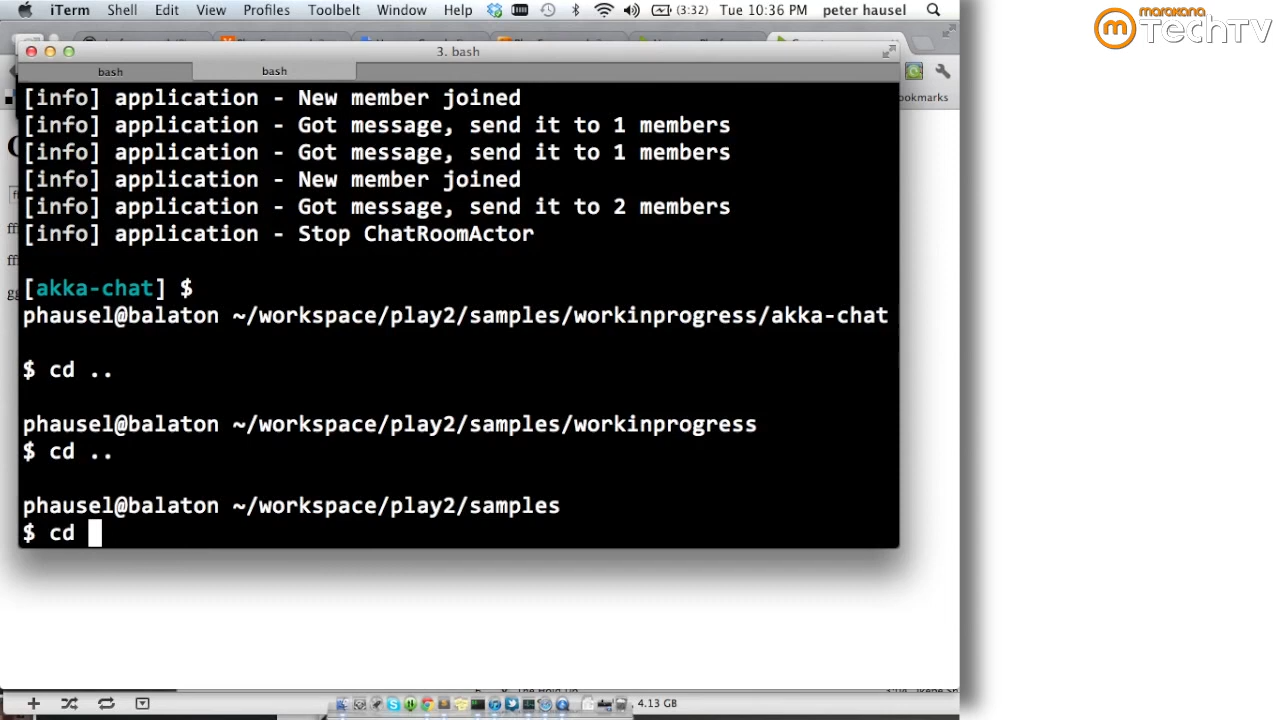 iTerm Shell Edit View Profiles Toolbelt Window Help (3:32) Tue 10:36 PM peter hausel
maraκana
TechTV
3. bash
bash bash
ookmarks
[info] application - New member joined
[info] application - Got message, send it to 1 members
[info] application - Got message, send it to 1 members
[info] application - New member joined
[info] application - Got message, send it to 2 members
[info] application - Stop ChatRoomActor
[akka-chat] $
phausel@balaton ~/workspace/play2/samples/workinprogress/akka-chat
$ cd ..
phausel@balaton ~/workspace/play2/samples/workinprogress
$ cd ..
phausel@balaton ~/workspace/play2/samples
$ cd
4.13 GB